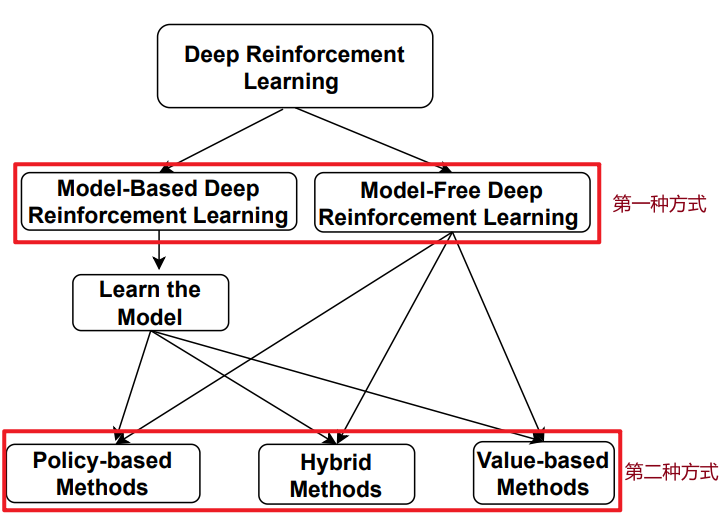 Deep Reinforcement
Learning
Model-Based Deep
Reinforcement Learning
Model-Free Deep
Reinforcement Learning
第一种方式
Learn the
Model
Policy-based
Methods
Hybrid
Methods
Value-based
Methods
第二种方式